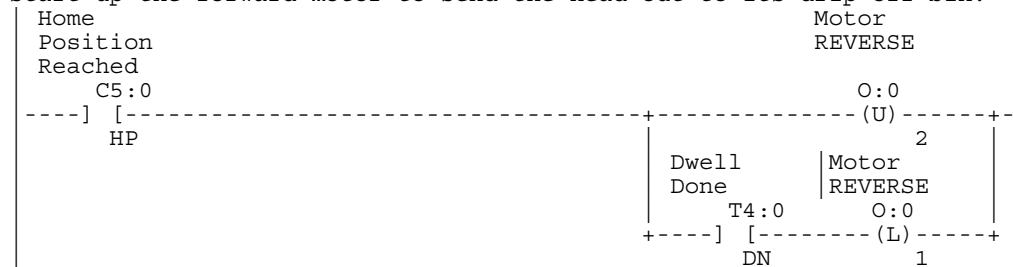 start up the forward motor to send the head out to its drip off bin.
| Home                                                  Motor
| Position                                              REVERSE
| Reached
|     C5:0                                                 O:0
|----] [------------------------------------+--------------(U)------+-
|      HP                                    |                 2    |
|                                            | Dwell     |Motor     |
|                                            | Done      |REVERSE   |
|                                            |     T4:0      O:0    |
|                                            +----] [--------(L)-----+
|                                                  DN          1